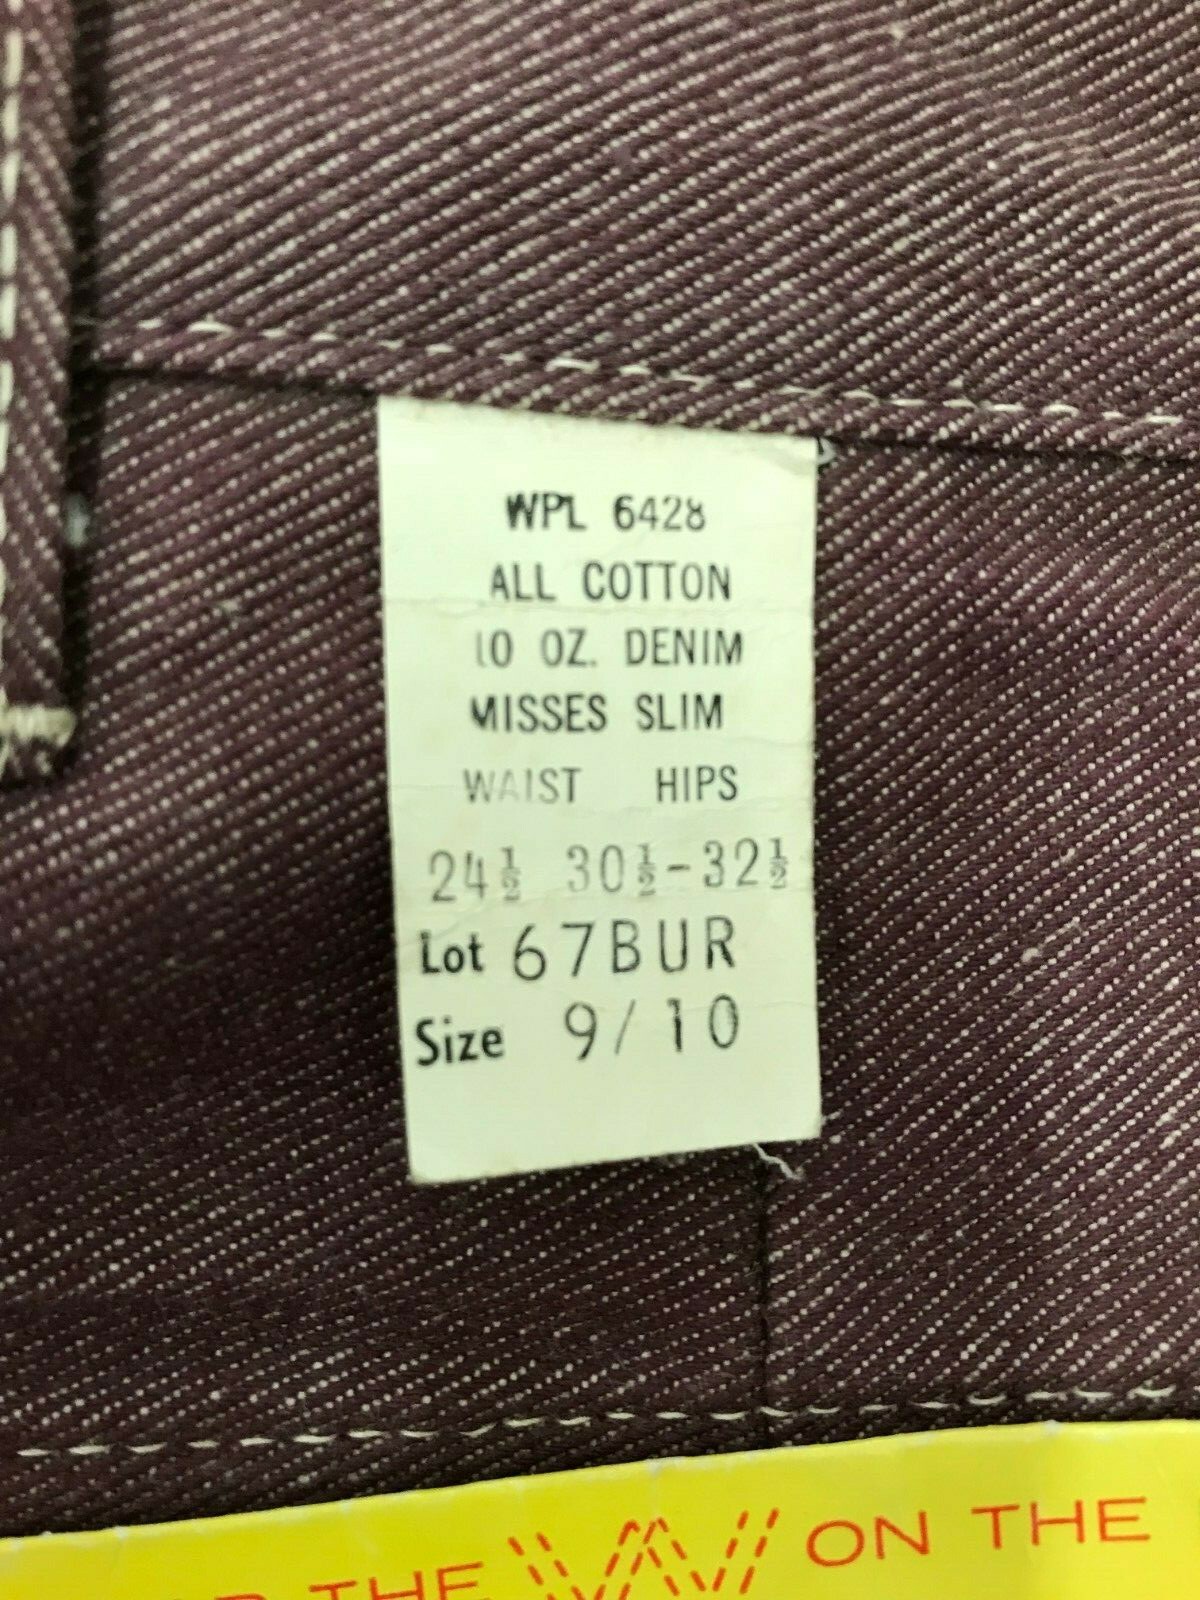 WPL 6428
ALL COTTON
10 OZ. DENIM
MISSES SLIM
WAIST HIPS
24½ 30½-32½
Lot 67BUR
Size 9/10
THE W ON THE